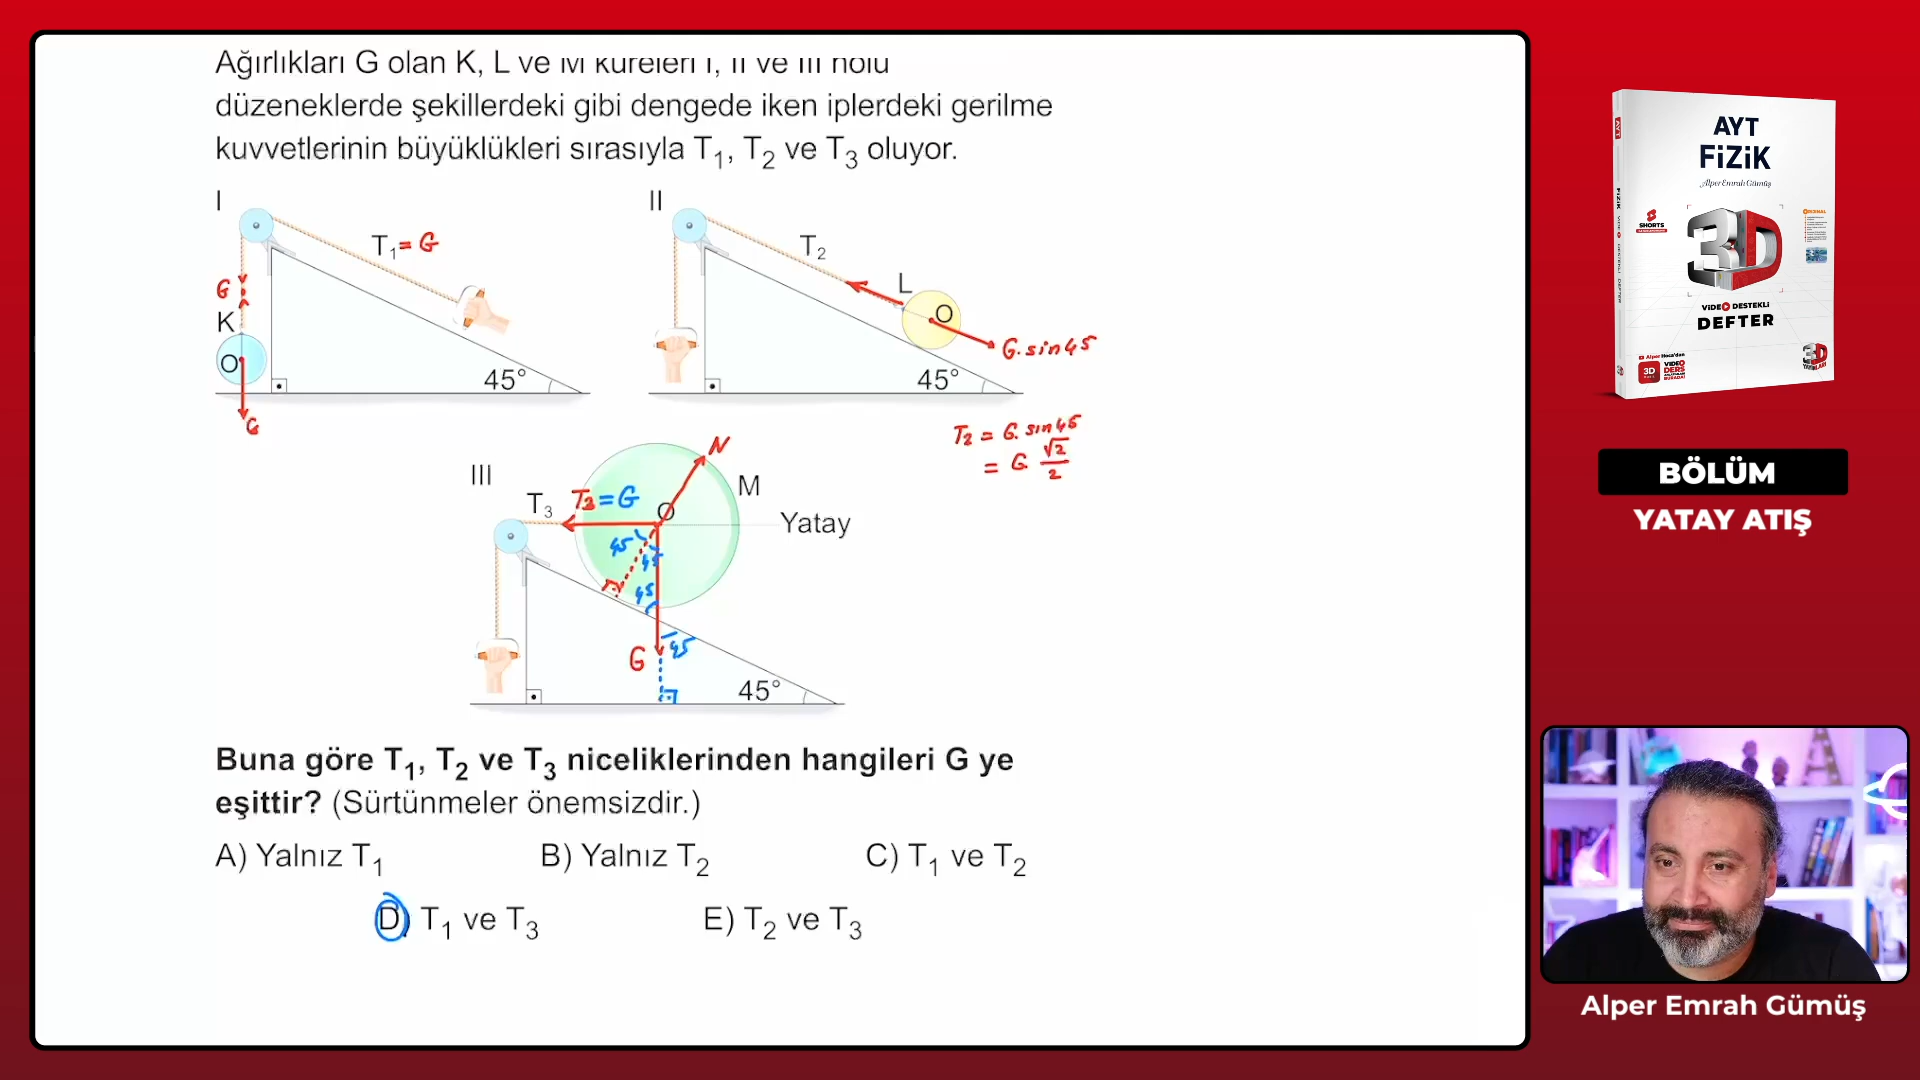 Ağırlıkları G olan K, L ve M küreleri I, II ve III nolu
düzeneklerde şekillerdeki gibi dengede iken iplerdeki gerilme
kuvvetlerinin büyüklükleri sırasıyla T1, T2 ve T3 oluyor.
I
T1 = G
G
K
O
G
45°
II
T2
L
O
G.sin45
45°
T2 = G.sin45
= G √2/2
III
N
M
T3
T3 = G
O
Yatay
45
45
45
G
45
45°
Buna göre T1, T2 ve T3 niceliklerinden hangileri G ye
eşittir? (Sürtünmeler önemsizdir.)
A) Yalnız T1 B) Yalnız T2 C) T1 ve T2
D) T1 ve T3 E) T2 ve T3
AYT
FİZİK
Alper Emrah Gümüş
SHORTS
3D
VİDEO DESTEKLİ
DEFTER
BÖLÜM
YATAY ATIŞ
Alper Emrah Gümüş